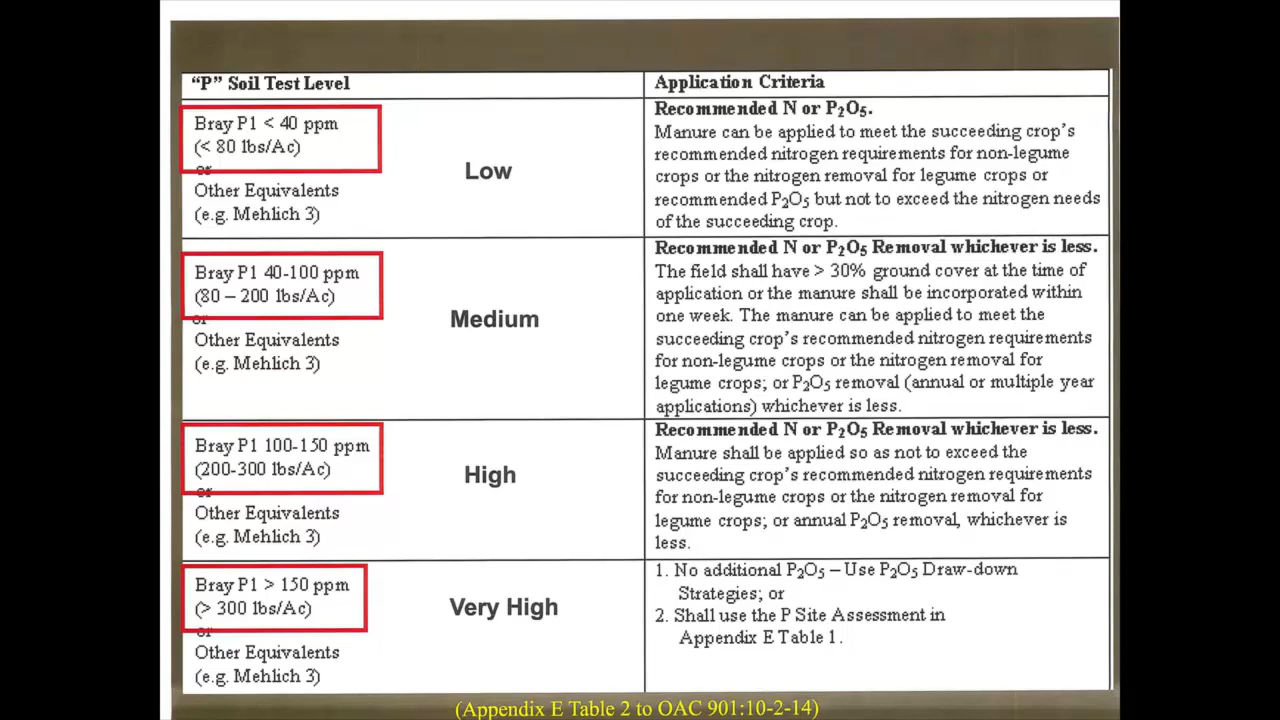 “P” Soil Test Level
Application Criteria
Bray P1 < 40 ppm
(< 80 lbs/Ac)
or
Other Equivalents
(e.g. Mehlich 3)
Low
Recommended N or P2O5.
Manure can be applied to meet the succeeding crop’s
recommended nitrogen requirements for non-legume
crops or the nitrogen removal for legume crops or
recommended P2O5 but not to exceed the nitrogen needs
of the succeeding crop.
Bray P1 40-100 ppm
(80 – 200 lbs/Ac)
or
Other Equivalents
(e.g. Mehlich 3)
Medium
Recommended N or P2O5 Removal whichever is less.
The field shall have > 30% ground cover at the time of
application or the manure shall be incorporated within
one week. The manure can be applied to meet the
succeeding crop’s recommended nitrogen requirements
for non-legume crops or the nitrogen removal for
legume crops; or P2O5 removal (annual or multiple year
applications) whichever is less.
Bray P1 100-150 ppm
(200-300 lbs/Ac)
or
Other Equivalents
(e.g. Mehlich 3)
High
Recommended N or P2O5 Removal whichever is less.
Manure shall be applied so as not to exceed the
succeeding crop’s recommended nitrogen requirements
for non-legume crops or the nitrogen removal for
legume crops; or annual P2O5 removal, whichever is
less.
Bray P1 > 150 ppm
(> 300 lbs/Ac)
or
Other Equivalents
(e.g. Mehlich 3)
Very High
1. No additional P2O5 – Use P2O5 Draw-down
Strategies; or
2. Shall use the P Site Assessment in
Appendix E Table 1.
(Appendix E Table 2 to OAC 901:10-2-14)